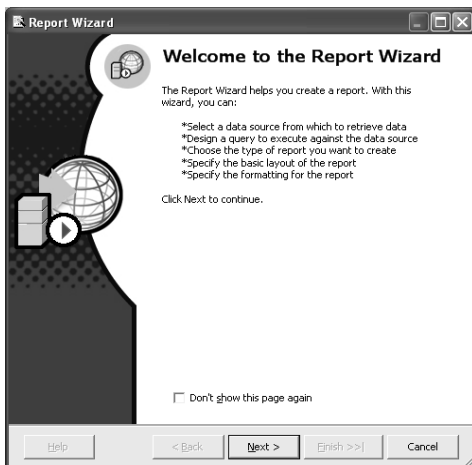 Report Wizard
Welcome to the Report Wizard
The Report Wizard helps you create a report. With this
wizard, you can:
*Select a data source from which to retrieve data
*Design a query to execute against the data source
*Choose the type of report you want to create
*Specify the basic layout of the report
*Specify the formatting for the report
Click Next to continue.
Don't show this page again
Help
< Back
Next >
Finish >>|
Cancel